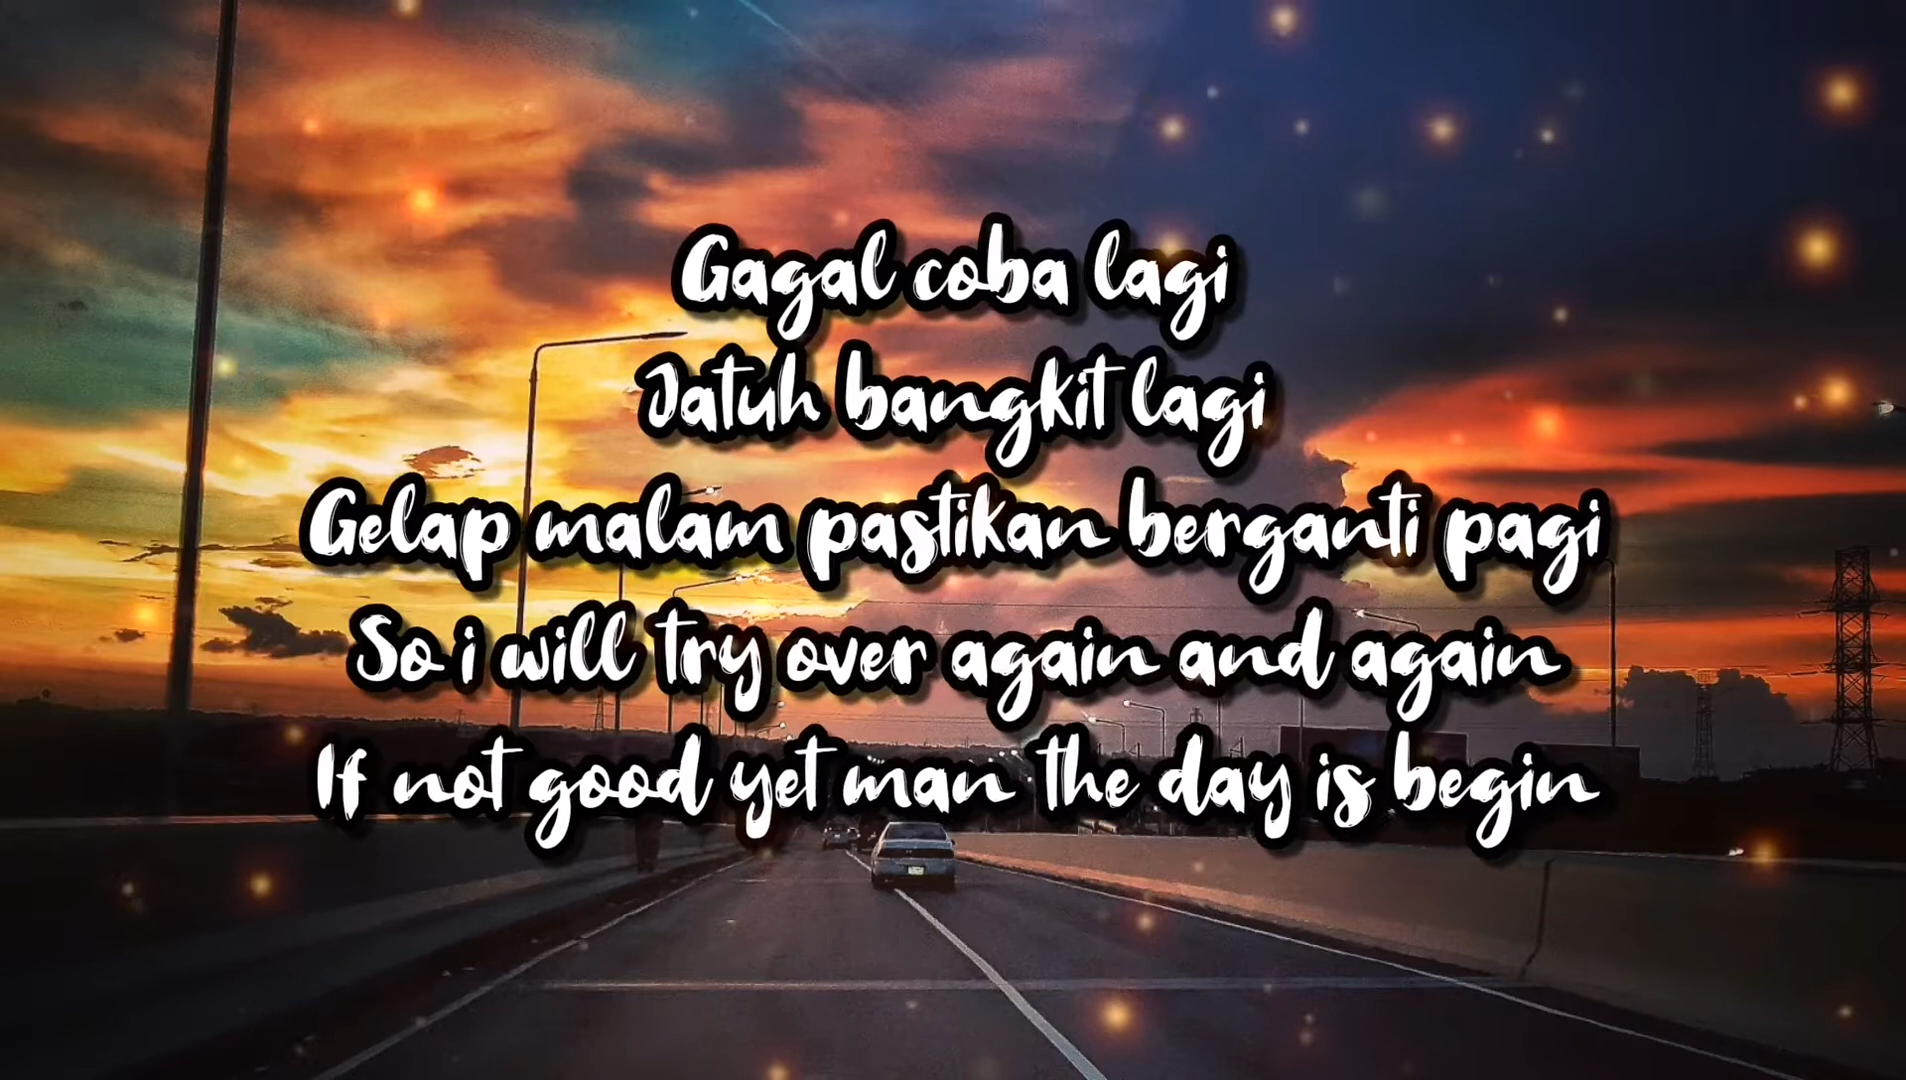 Gagal coba lagi
Jatuh bangkit lagi
Gelap malam pastikan berganti pagi
So i will try over again and again
If not good yet man the day is begin